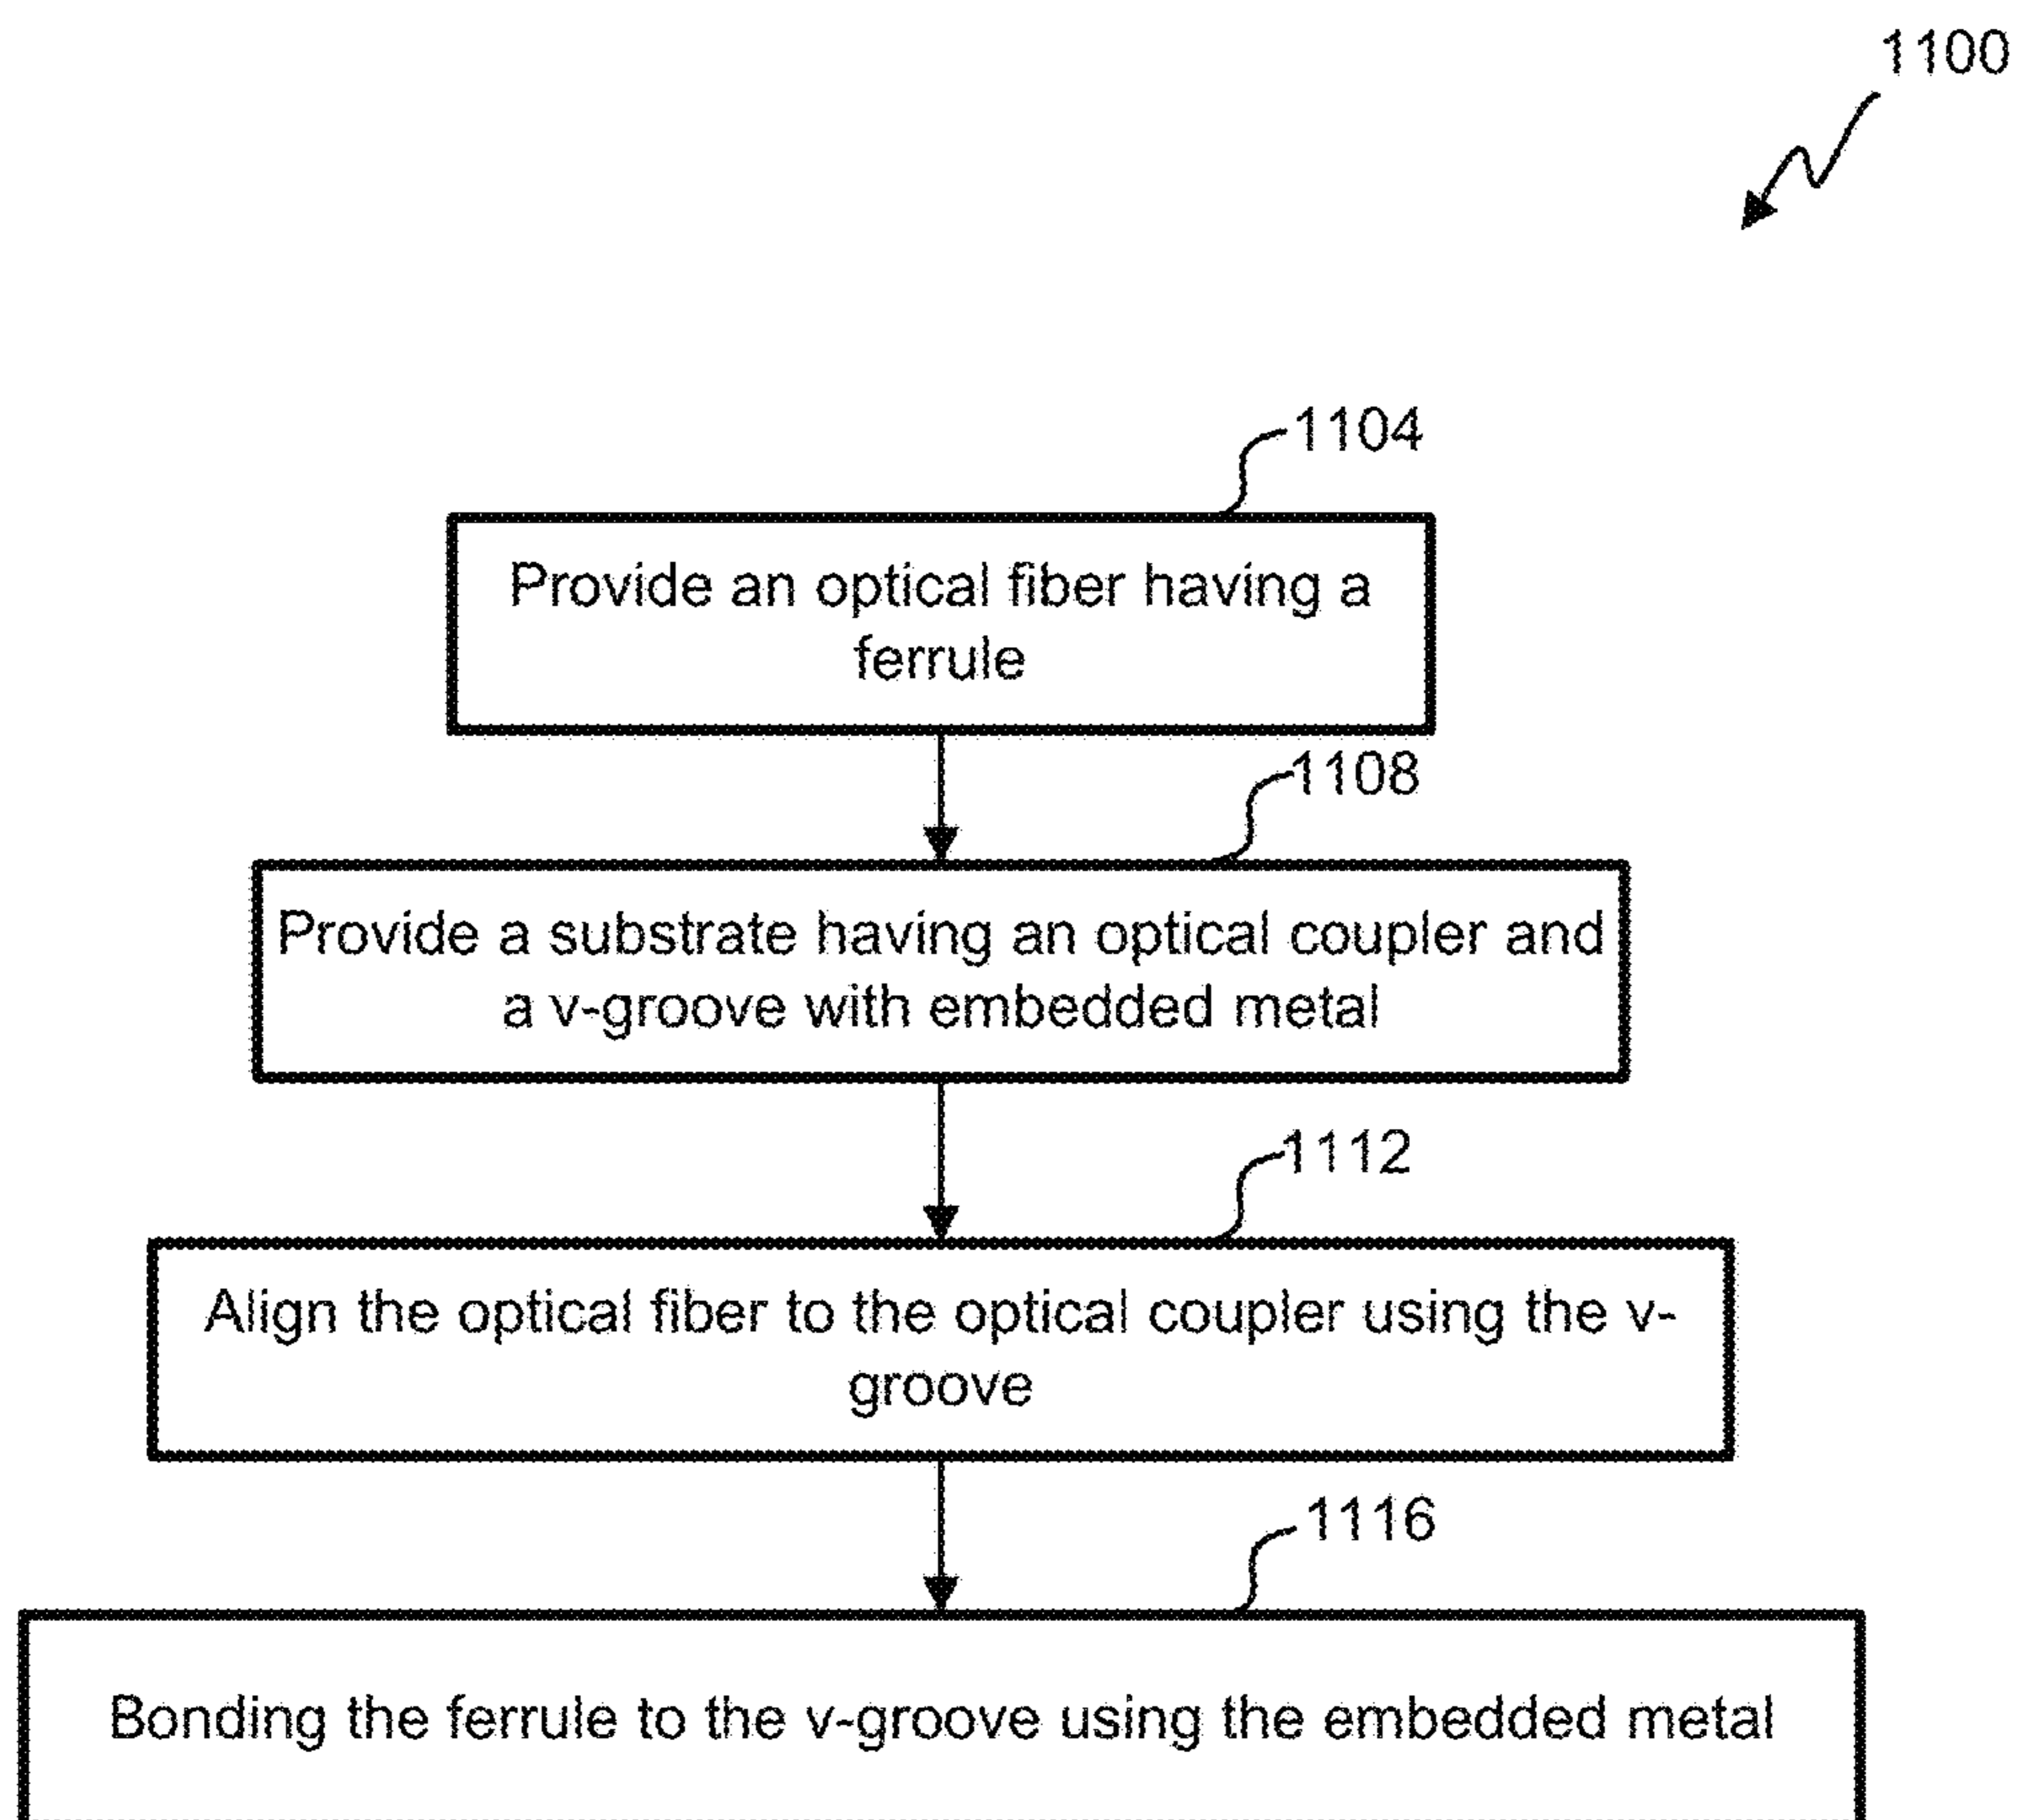 1100
1104
Provide an optical fiber having a
ferrule
1108
Provide a substrate having an optical coupler and
a v-groove with embedded metal
1112
Align the optical fiber to the optical coupler using the v-
groove
1116
Bonding the ferrule to the v-groove using the embedded metal